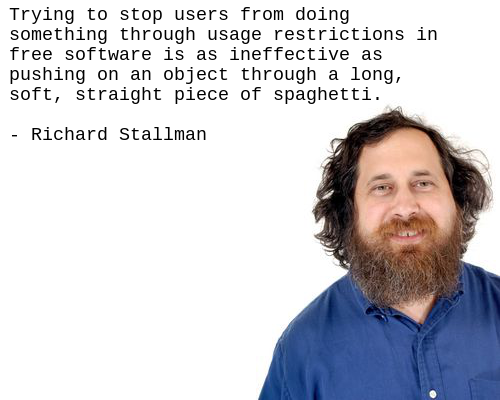 Trying to stop users from doing
something through usage restrictions in
free software is as ineffective as
pushing on an object through a long,
soft, straight piece of spaghetti.
- Richard Stallman